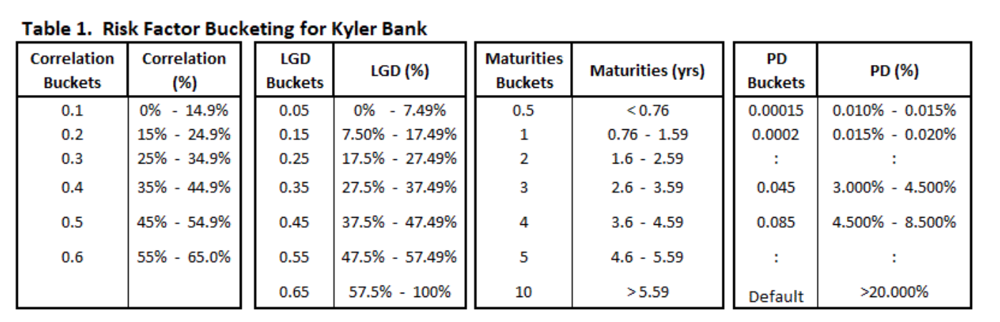 Table 1. Risk Factor Bucketing for Kyler Bank
Correlation Buckets Correlation (%) LGD Buckets LGD (%) Maturities Buckets Maturities (yrs) PD Buckets PD (%)
0.1 0% - 14.9% 0.05 0% - 7.49% 0.5 < 0.76 0.00015 0.010% - 0.015%
0.2 15% - 24.9% 0.15 7.50% - 17.49% 1 0.76 - 1.59 0.0002 0.015% - 0.020%
0.3 25% - 34.9% 0.25 17.5% - 27.49% 2 1.6 - 2.59 : :
0.4 35% - 44.9% 0.35 27.5% - 37.49% 3 2.6 - 3.59 0.045 3.000% - 4.500%
0.5 45% - 54.9% 0.45 37.5% - 47.49% 4 3.6 - 4.59 0.085 4.500% - 8.500%
0.6 55% - 65.0% 0.55 47.5% - 57.49% 5 4.6 - 5.59 : :
0.65 57.5% - 100% 10 > 5.59 Default >20.000%